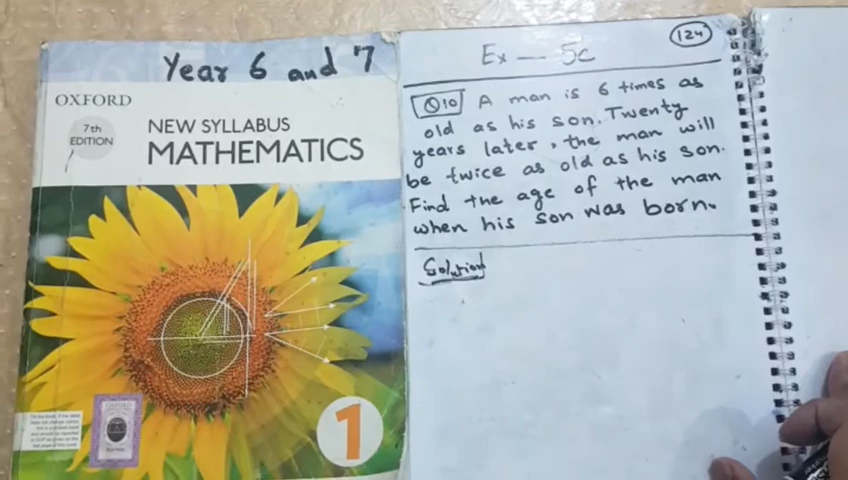 Year 6 and 7
OXFORD
7th
EDITION
NEW SYLLABUS
MATHEMATICS
1
124
Ex — 5c
Q10 A man is 6 times as
old as his son. Twenty
years later, the man will
be twice as old as his son.
Find the age of the man
when his son was born.
Solution